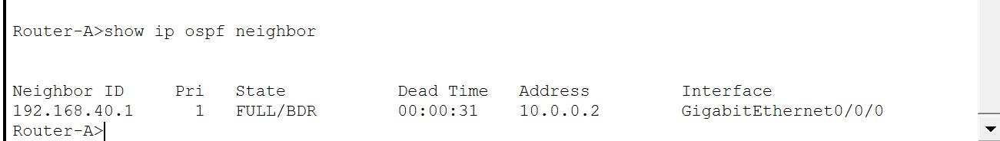 Router-A>show ip ospf neighbor
Neighbor ID     Pri   State           Dead Time   Address         Interface
192.168.40.1      1   FULL/BDR        00:00:31    10.0.0.2        GigabitEthernet0/0/0
Router-A>